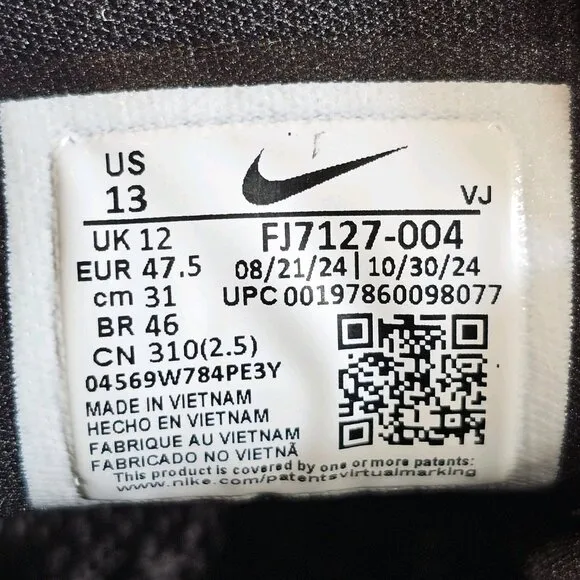 US
13
VJ
UK 12
FJ7127-004
EUR 47.5
08/21/24 | 10/30/24
cm 31
UPC 00197860098077
BR 46
CN 310(2.5)
04569W784PE3Y
MADE IN VIETNAM
HECHO EN VIETNAM
FABRIQUE AU VIETNAM
FABRICADO NO VIETNÃ
This product is covered by one or more patents:
www.nike.com/patentsvirtualmarking